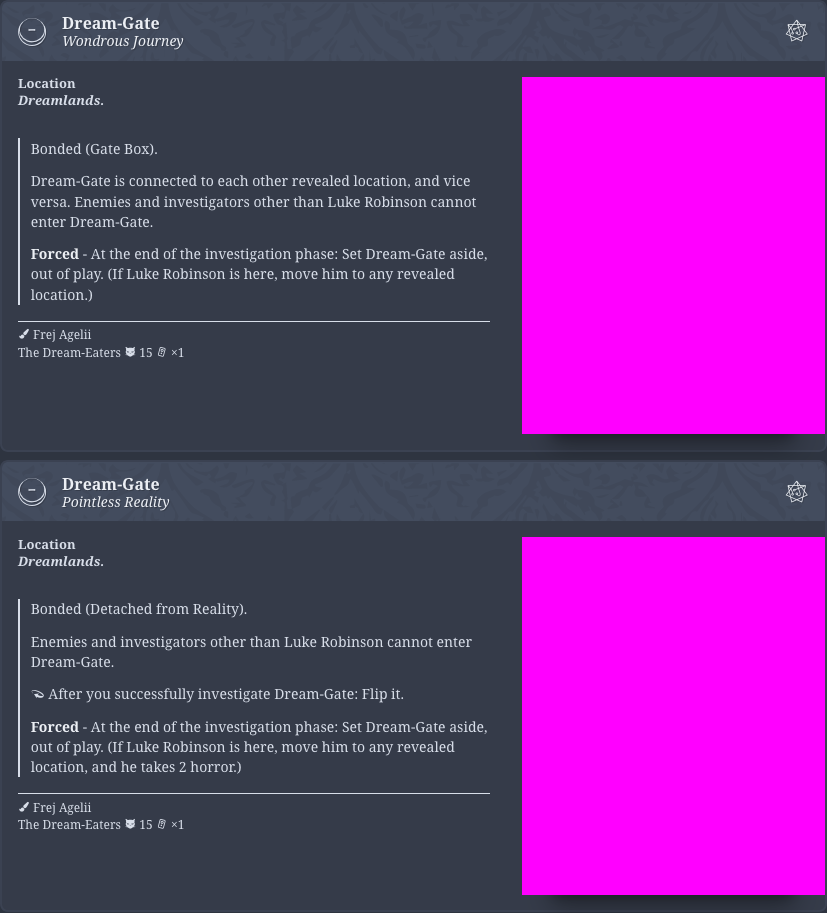 Dream-Gate
Wondrous Journey
Location
Dreamlands.
Bonded (Gate Box).
Dream-Gate is connected to each other revealed location, and vice
versa. Enemies and investigators other than Luke Robinson cannot
enter Dream-Gate.
Forced - At the end of the investigation phase: Set Dream-Gate aside,
out of play. (If Luke Robinson is here, move him to any revealed
location.)
Frej Agelii
The Dream-Eaters 15 ×1
Dream-Gate
Pointless Reality
Location
Dreamlands.
Bonded (Detached from Reality).
Enemies and investigators other than Luke Robinson cannot enter
Dream-Gate.
After you successfully investigate Dream-Gate: Flip it.
Forced - At the end of the investigation phase: Set Dream-Gate aside,
out of play. (If Luke Robinson is here, move him to any revealed
location, and he takes 2 horror.)
Frej Agelii
The Dream-Eaters 15 ×1